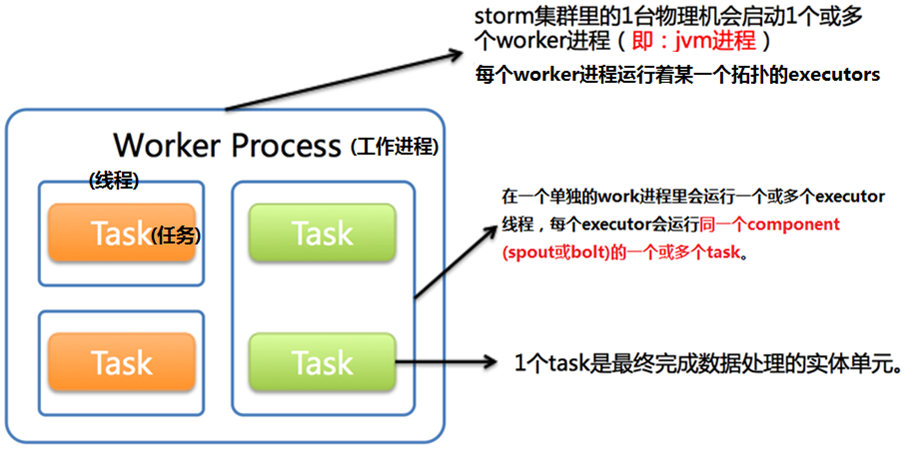 storm集群里的1台物理机会启动1个或多
个worker进程（即：jvm进程）
每个worker进程运行着某一个拓扑的executors
Worker Process (工作进程)
(线程)
Task(任务)
Task
Task
Task
在一个单独的work进程里会运行一个或多个executor
线程，每个executor会运行同一个component
(spout或bolt)的一个或多个task。
1个task是最终完成数据处理的实体单元。